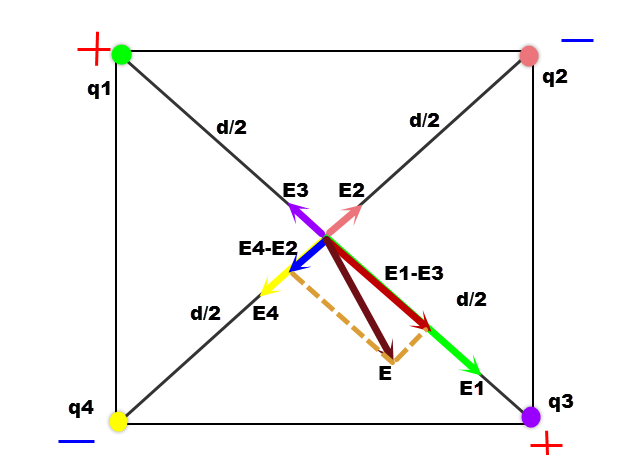 +
−
q1
q2
d/2
d/2
E3
E2
E4-E2
E1-E3
d/2
d/2
E4
E
E1
q4
q3
−
+